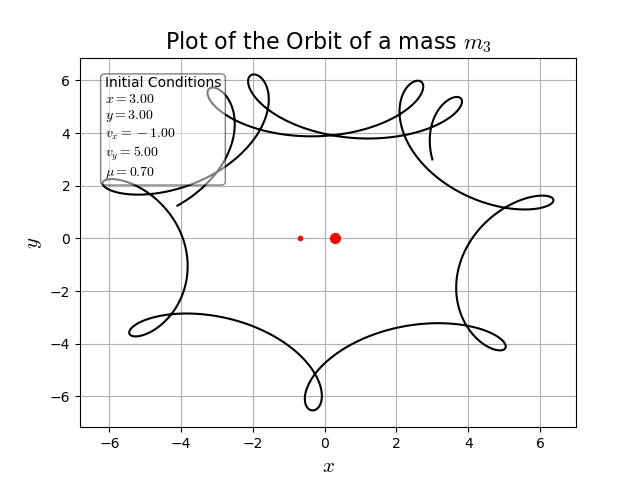 Plot of the Orbit of a mass m₃
Initial Conditions
x = 3.00
y = 3.00
vₓ = −1.00
v_y = 5.00
μ = 0.70
6
4
2
0
−2
−4
−6
y
−6
−4
−2
0
2
4
6
x